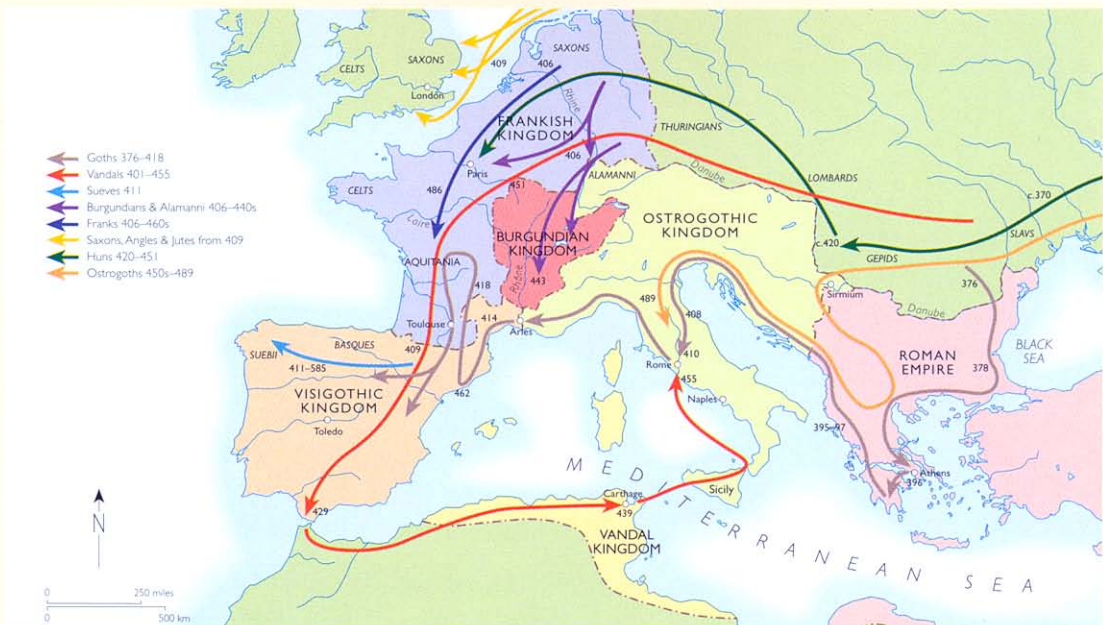 Goths 376–418
Vandals 401–455
Sueves 411
Burgundians & Alamanni 406–440s
Franks 406–460s
Saxons, Angles & Jutes from 409
Huns 420–451
Ostrogoths 450s–489
CELTS
SAXONS
London
409
SAXONS
406
Rhine
FRANKISH
KINGDOM
THURINGIANS
406
Paris
ALAMANNI
Danube
LOMBARDS
c.370
CELTS
486
451
Loire
OSTROGOTHIC
KINGDOM
c.420
SLAVS
BURGUNDIAN
KINGDOM
GEPIDS
AQUITANIA
443
Rhône
418
376
Sirmium
Danube
414
Arles
489
408
Toulouse
409
BASQUES
SUEBII
411–585
410
Rome
455
ROMAN
EMPIRE
BLACK
SEA
378
VISIGOTHIC
KINGDOM
462
Naples
Toledo
395–97
Athens
396
MEDITERRANEAN SEA
Sicily
Carthage
439
429
VANDAL
KINGDOM
N
0 250 miles
0 500 km